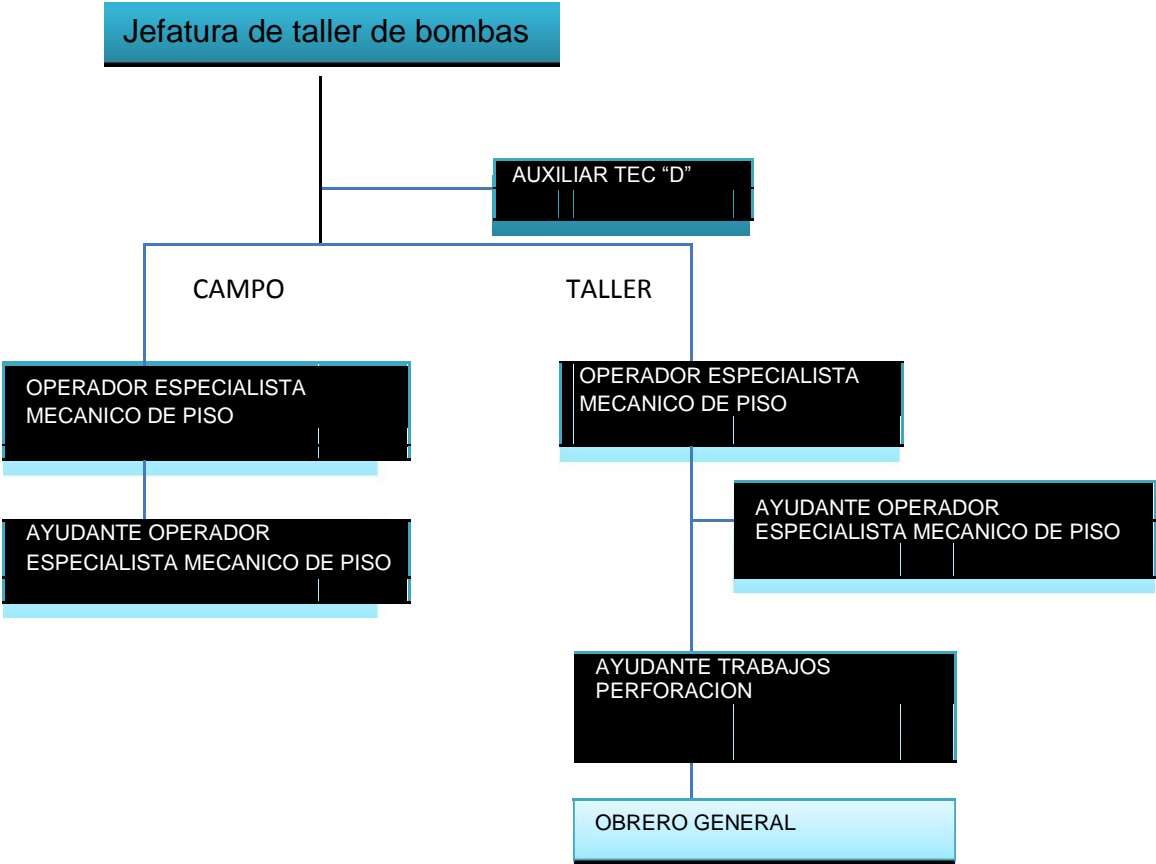 Jefatura de taller de bombas
AUXILIAR TEC “D”
CAMPO
TALLER
OPERADOR ESPECIALISTA
MECANICO DE PISO
OPERADOR ESPECIALISTA
MECANICO DE PISO
AYUDANTE OPERADOR
ESPECIALISTA MECANICO DE PISO
AYUDANTE OPERADOR
ESPECIALISTA MECANICO DE PISO
AYUDANTE TRABAJOS
PERFORACION
OBRERO GENERAL